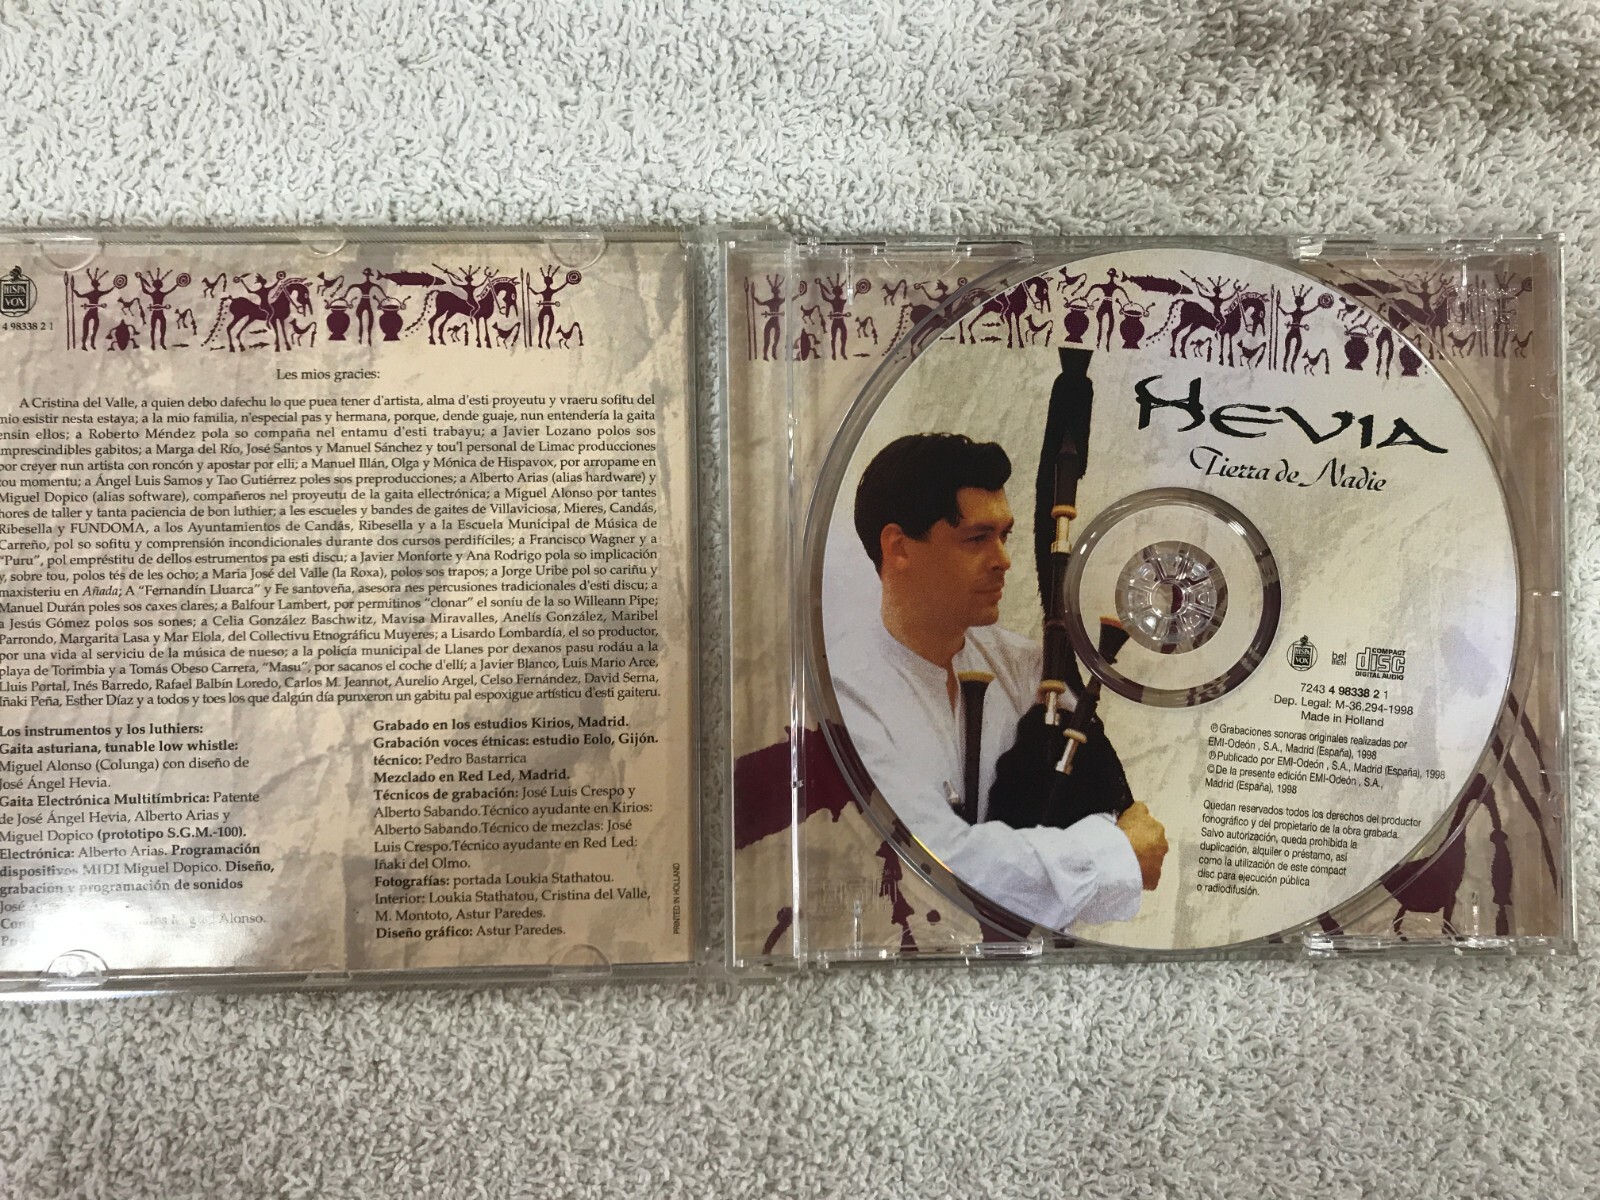 HISPA
VOX
4 98338 2 1
Les mios gracies:
A Cristina del Valle, a quien debo dafechu lo que puea tener d'artista, alma d'esti proyeutu y vraeru sofitu del
mio esistir nesta estaya; a la mio familia, n'especial pas y hermana, porque, dende guaje, nun entendería la gaita
ensin ellos; a Roberto Méndez pola so compaña nel entamu d'esti trabayu; a Javier Lozano polos sos
imprescindibles gabitos; a Marga del Río, José Santos y Manuel Sánchez y tou'l personal de Limac producciones
por creyer nun artista con roncón y apostar por elli; a Manuel Illán, Olga y Mónica de Hispavox, por arropame en
tou momentu; a Ángel Luis Samos y Tao Gutiérrez poles sos preproducciones; a Alberto Arias (alias hardware) y
Miguel Dopico (alias software), compañeros nel proyeutu de la gaita ellectrónica; a Miguel Alonso por tantes
hores de taller y tanta paciencia de bon luthier; a les escueles y bandes de gaites de Villaviciosa, Mieres, Candás,
Ribesella y FUNDOMA, a los Ayuntamientos de Candás, Ribesella y a la Escuela Municipal de Música de
Carreño, pol so sofitu y comprensión incondicionales durante dos cursos perdifíciles; a Francisco Wagner y a
"Puru", pol empréstitu de dellos estrumentos pa esti discu; a Javier Monforte y Ana Rodrigo pola so implicación
y, sobre tou, polos tés de les ocho; a María José del Valle (la Roxa), polos sos trapos; a Jorge Uribe pol so cariñu y
maxisteriu en Añada; A "Fernandín Lluarca" y Fe santoveña, asesora nes percusiones tradicionales d'esti discu; a
Manuel Durán poles sos caxes clares; a Balfour Lambert, por permitinos "clonar" el soníu de la so Willeann Pipe;
a Jesús Gómez polos sos sones; a Celia González Baschwitz, Mavisa Miravalles, Anelís González, Maribel
Parrondo, Margarita Lasa y Mar Elola, del Collectivu Etnográficu Muyeres; a Lisardo Lombardía, el so productor,
por una vida al serviciu de la música de nueso; a la policía municipal de Llanes por dexanos pasu rodáu a la
playa de Torimbia y a Tomás Obeso Carrera, "Masu", por sacanos el coche d'ellí; a Javier Blanco, Luis Mario Arce,
Lluis Portal, Inés Barredo, Rafael Balbín Loredo, Carlos M. Jeannot, Aurelio Argel, Celso Fernández, David Serna,
Iñaki Peña, Esther Díaz y a todos y toes los que dalgún día punxeron un gabitu pal espoxigue artísticu d'esti gaiteru.
Los instrumentos y los luthiers:
Gaita asturiana, tunable low whistle:
Miguel Alonso (Colunga) con diseño de
José Ángel Hevia.
Gaita Electrónica Multitímbrica: Patente
de José Ángel Hevia, Alberto Arias y
Miguel Dopico (prototipo S.G.M.-100).
Electrónica: Alberto Arias. Programación
dispositivos MIDI Miguel Dopico. Diseño,
grabación y programación de sonidos
José
Alonso.
Grabado en los estudios Kirios, Madrid.
Grabación voces étnicas: estudio Eolo, Gijón.
técnico: Pedro Bastarrica
Mezclado en Red Led, Madrid.
Técnicos de grabación: José Luis Crespo y
Alberto Sabando.Técnico ayudante en Kirios:
Alberto Sabando.Técnico de mezclas: José
Luis Crespo.Técnico ayudante en Red Led:
Iñaki del Olmo.
Fotografías: portada Loukia Stathatou.
Interior: Loukia Stathatou, Cristina del Valle,
M. Montoto, Astur Paredes.
Diseño gráfico: Astur Paredes.
PRINTED IN HOLLAND
HEVIA
Tierra de Nadie
HISPA
VOX
bel
BIEM
COMPACT
disc
DIGITAL AUDIO
7243 4 98338 2 1
Dep. Legal: M-36.294-1998
Made in Holland
℗ Grabaciones sonoras originales realizadas por
EMI-Odeón , S.A., Madrid (España), 1998
℗ Publicado por EMI-Odeón , S.A., Madrid (España), 1998
© De la presente edición EMI-Odeón , S.A.,
Madrid (España), 1998
Quedan reservados todos los derechos del productor
fonográfico y del propietario de la obra grabada.
Salvo autorización, queda prohibida la
duplicación, alquiler o préstamo, así
como la utilización de este compact
disc para ejecución pública
o radiodifusión.